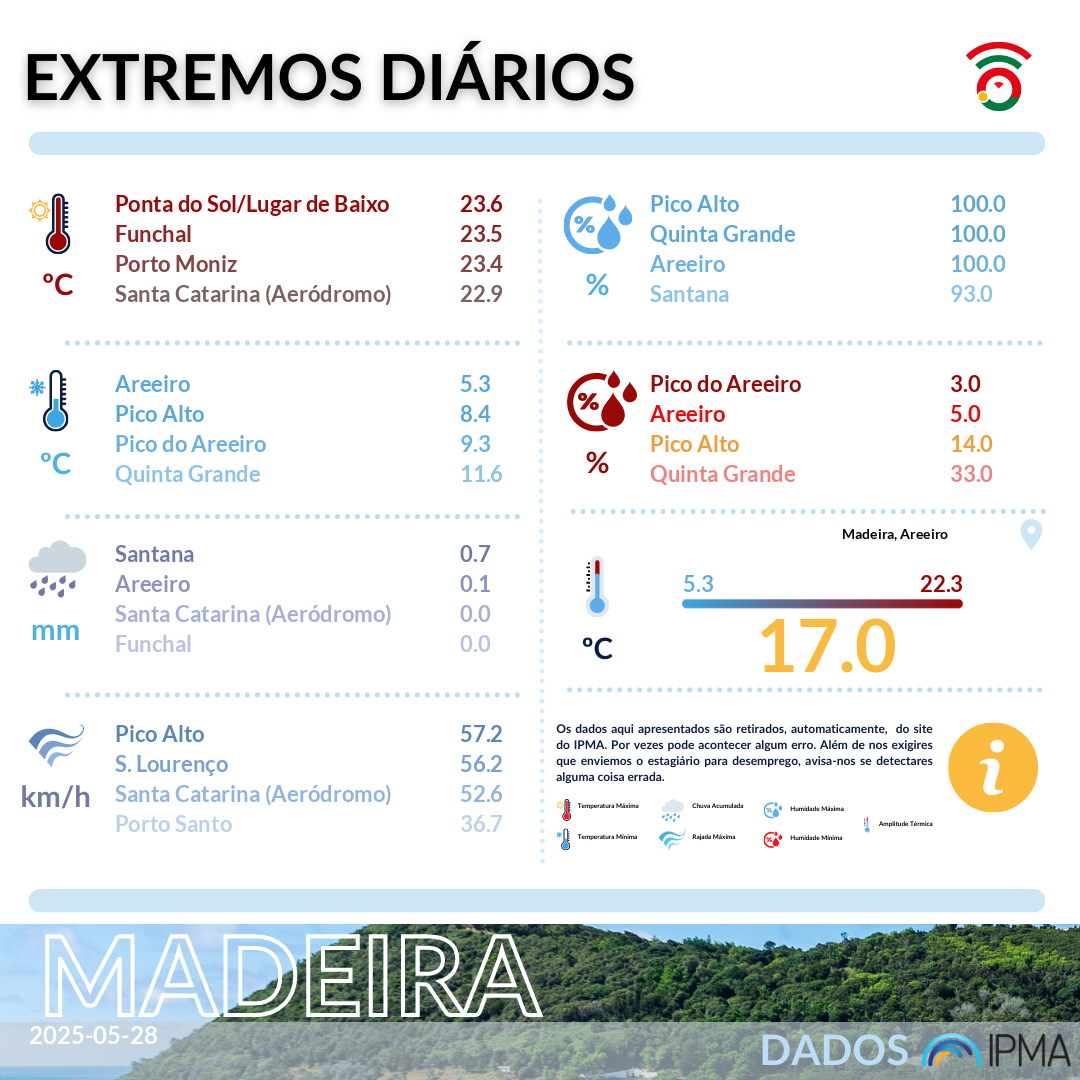 EXTREMOS DIÁRIOS
ºC
Ponta do Sol/Lugar de Baixo 23.6
Funchal 23.5
Porto Moniz 23.4
Santa Catarina (Aeródromo) 22.9
ºC
Areeiro 5.3
Pico Alto 8.4
Pico do Areeiro 9.3
Quinta Grande 11.6
mm
Santana 0.7
Areeiro 0.1
Santa Catarina (Aeródromo) 0.0
Funchal 0.0
km/h
Pico Alto 57.2
S. Lourenço 56.2
Santa Catarina (Aeródromo) 52.6
Porto Santo 36.7
%
%
Pico Alto 100.0
Quinta Grande 100.0
Areeiro 100.0
Santana 93.0
%
%
Pico do Areeiro 3.0
Areeiro 5.0
Pico Alto 14.0
Quinta Grande 33.0
Madeira, Areeiro
ºC
5.3 22.3
17.0
Os dados aqui apresentados são retirados, automaticamente, do site
do IPMA. Por vezes pode acontecer algum erro. Além de nos exigires
que enviemos o estagiário para desemprego, avisa-nos se detectares
alguma coisa errada.
i
Temperatura Máxima Chuva Acumulada Humidade Máxima
Amplitude Térmica
Temperatura Mínima Rajada Máxima Humidade Mínima
MADEIRA
2025-05-28
DADOS IPMA